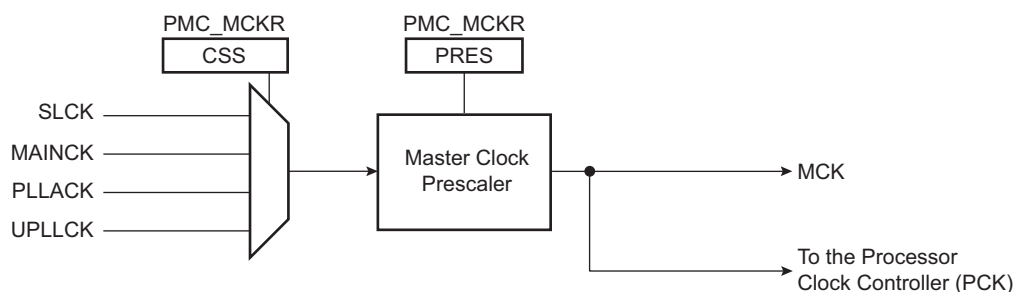 PMC_MCKR
PMC_MCKR
CSS
PRES
SLCK
MAINCK
PLLACK
UPLLCK
Master Clock
Prescaler
MCK
To the Processor
Clock Controller (PCK)